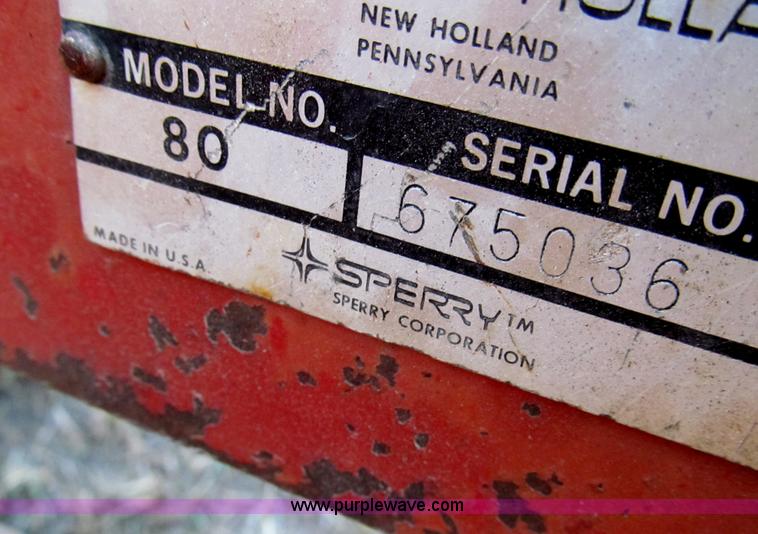 NEW HOLLAND
PENNSYLVANIA
MODEL NO.
80
SERIAL NO.
675036
MADE IN U.S.A.
SPERRY™
SPERRY CORPORATION
www.purplewave.com